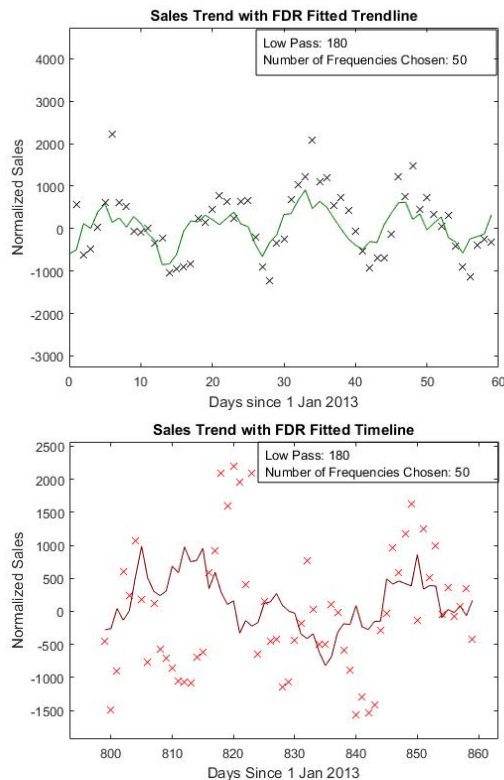 Sales Trend with FDR Fitted Trendline
Low Pass: 180
Number of Frequencies Chosen: 50
Normalized Sales
4000
3000
2000
1000
0
-1000
-2000
-3000
0 10 20 30 40 50 60
Days since 1 Jan 2013
Sales Trend with FDR Fitted Timeline
Low Pass: 180
Number of Frequencies Chosen: 50
Normalized Sales
2500
2000
1500
1000
500
0
-500
-1000
-1500
800 810 820 830 840 850 860
Days Since 1 Jan 2013